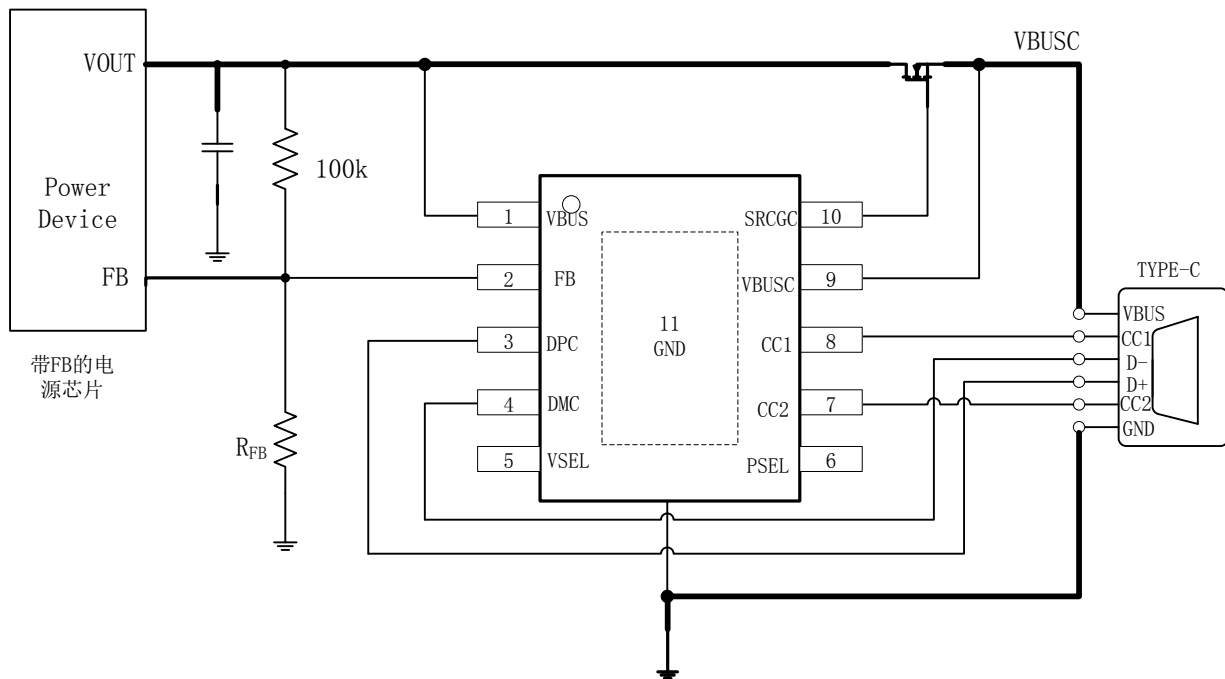 VOUT
Power
Device
FB
带FB的电
源芯片
100k
RFB
1
VBUS
2
FB
3
DPC
4
DMC
5
VSEL
11
GND
10
SRCGC
9
VBUSC
8
CC1
7
CC2
6
PSEL
VBUSC
TYPE-C
VBUS
CC1
D-
D+
CC2
GND